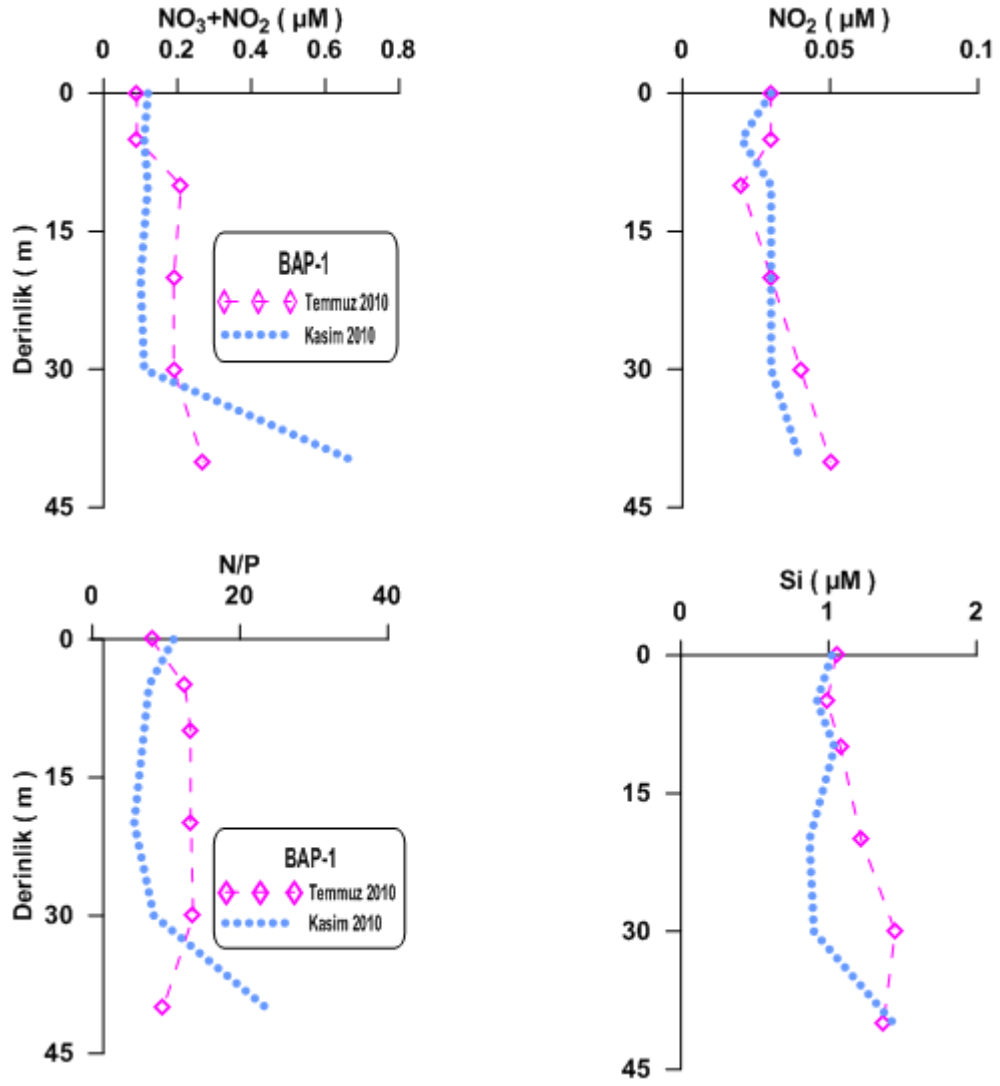 NO3+NO2 ( µM )
0 0.2 0.4 0.6 0.8
0
15
30
45
Derinlik ( m )
BAP-1
Temmuz 2010
Kasim 2010
NO2 ( µM )
0 0.05 0.1
0
15
30
45
N/P
0 20 40
0
15
30
45
Derinlik ( m )
BAP-1
Temmuz 2010
Kasim 2010
Si ( µM )
0 1 2
0
15
30
45